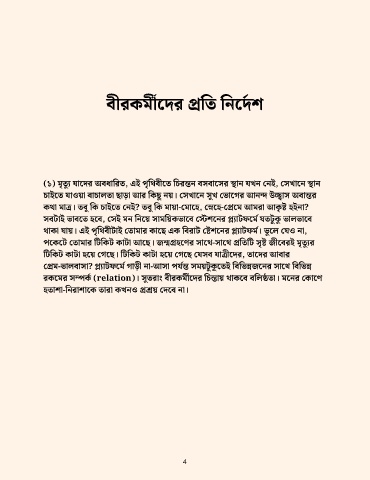 বীরকর্মীদের প্রতি নির্দেশ
(১) মৃত্যু যাদের অবধারিত, এই পৃথিবীতে চিরন্তন বসবাসের স্থান যখন নেই, সেখানে স্থান
চাইতে যাওয়া বাচালতা ছাড়া আর কিছু নয়। সেখানে সুখ ভোগের আনন্দ উচ্ছ্বাস অবান্তর
কথা মাত্র। তবু কি চাইতে নেই? তবু কি মায়া-মোহে, স্নেহে-প্রেমে আমরা আকৃষ্ট হইনা?
সবটাই ভাবতে হবে, সেই মন নিয়ে সাময়িকভাবে স্টেশনের প্ল্যাটফর্মে যতটুকু ভালভাবে
থাকা যায়। এই পৃথিবীটাই তোমার কাছে এক বিরাট ষ্টেশনের প্ল্যাটফর্ম। ভুলে যেও না,
পকেটে তোমার টিকিট কাটা আছে। জন্মগ্রহণের সাথে-সাথে প্রতিটি সৃষ্ট জীবেরই মৃত্যুর
টিকিট কাটা হয়ে গেছে। টিকিট কাটা হয়ে গেছে যেসব যাত্রীদের, তাদের আবার
প্রেম-ভালবাসা? প্ল্যাটফর্মে গাড়ী না-আসা পর্যন্ত সময়টুকুতেই বিভিন্নজনের সাথে বিভিন্ন
রকমের সম্পর্ক (relation)। সুতরাং বীরকর্মীদের চিন্তায় থাকবে বলিষ্ঠতা। মনের কোণে
হতাশা-নিরাশাকে তারা কখনও প্রশ্রয় দেবে না।
4